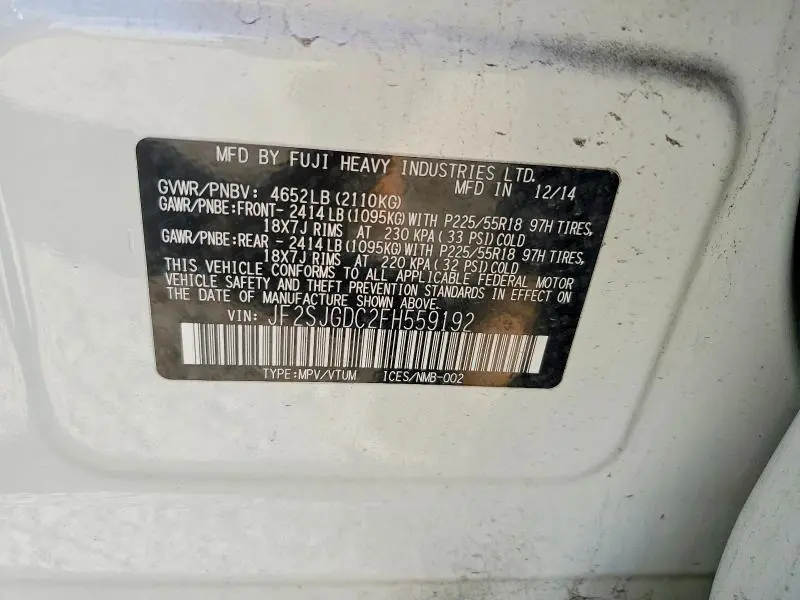 MFD BY FUJI HEAVY INDUSTRIES LTD.
MFD IN 12/14
GVWR/PNBV: 4652LB(2110KG)
GAWR/PNBE:FRONT- 2414LB(1095KG)WITH P225/55R18 97H TIRES,
18X7J RIMS AT 230 KPA(33 PSI)COLD
GAWR/PNBE:REAR - 2414LB(1095KG)WITH P225/55R18 97H TIRES,
18X7J RIMS AT 220 KPA(32 PSI)COLD
THIS VEHICLE CONFORMS TO ALL APPLICABLE FEDERAL MOTOR
VEHICLE SAFETY AND THEFT PREVENTION STANDARDS IN EFFECT ON
THE DATE OF MANUFACTURE SHOWN ABOVE.
VIN: JF2SJGDC2FH559192
TYPE:MPV/VTUM ICES/NMB-002